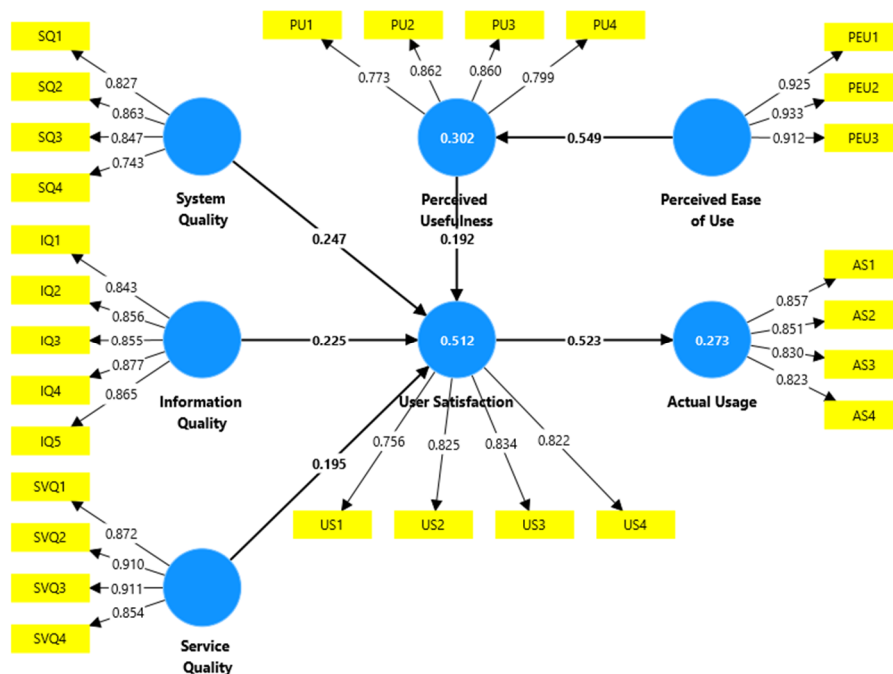 PU1
PU2
PU3
PU4
0.773
0.862
0.860
0.799
SQ1
SQ2
SQ3
SQ4
0.827
0.863
0.847
0.743
System
Quality
0.302
Perceived
Usefulness
0.549
Perceived Ease
of Use
PEU1
PEU2
PEU3
0.925
0.933
0.912
0.247
0.192
IQ1
IQ2
IQ3
IQ4
IQ5
0.843
0.856
0.855
0.877
0.865
Information
Quality
0.225
0.512
User Satisfaction
0.523
0.273
Actual Usage
AS1
AS2
AS3
AS4
0.857
0.851
0.830
0.823
0.195
0.756
0.825
0.834
0.822
US1
US2
US3
US4
SVQ1
SVQ2
SVQ3
SVQ4
0.872
0.910
0.911
0.854
Service
Quality